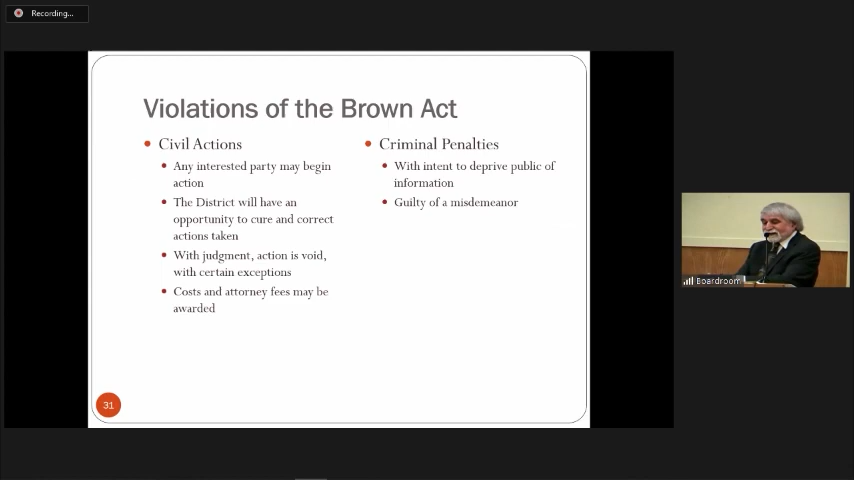 Recording...
Violations of the Brown Act
Civil Actions
Any interested party may begin
action
The District will have an
opportunity to cure and correct
actions taken
With judgment, action is void,
with certain exceptions
Costs and attorney fees may be
awarded
Criminal Penalties
With intent to deprive public of
information
Guilty of a misdemeanor
31
Boardroom